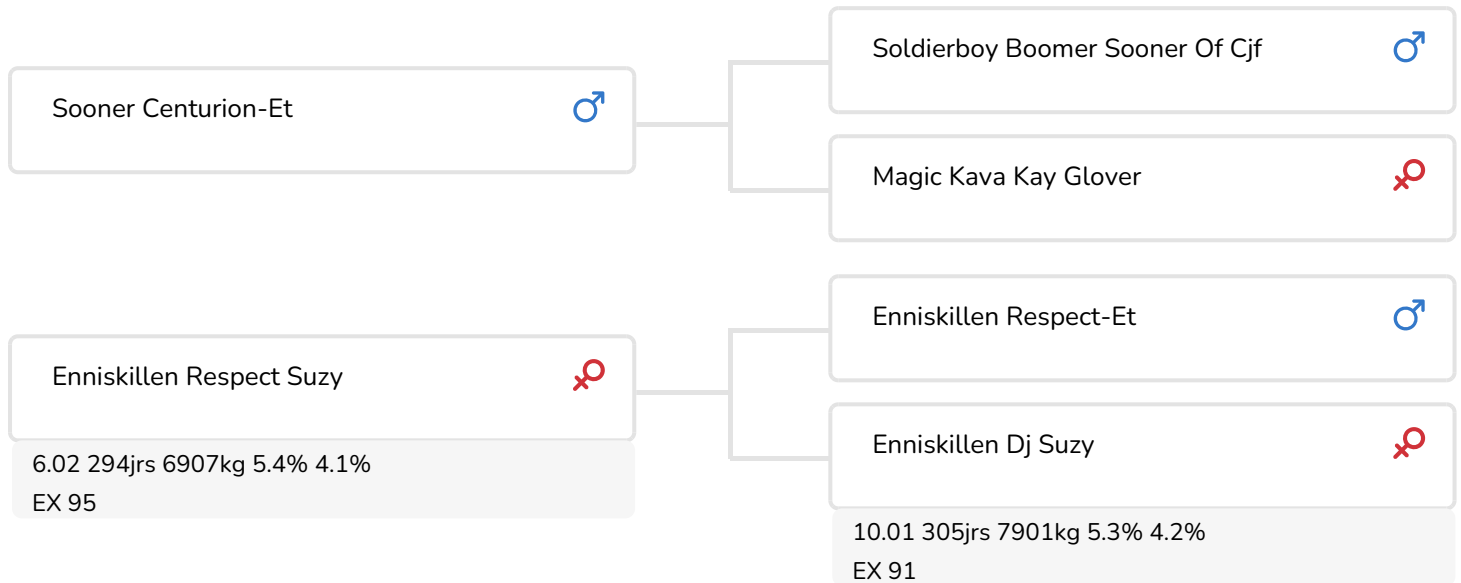 Soldierboy Boomer Sooner Of Cjf
Sooner Centurion-Et
Magic Kava Kay Glover
Enniskillen Respect-Et
Enniskillen Respect Suzy
6.02 294jrs 6907kg 5.4% 4.1%
EX 95
Enniskillen Dj Suzy
10.01 305jrs 7901kg 5.3% 4.2%
EX 91